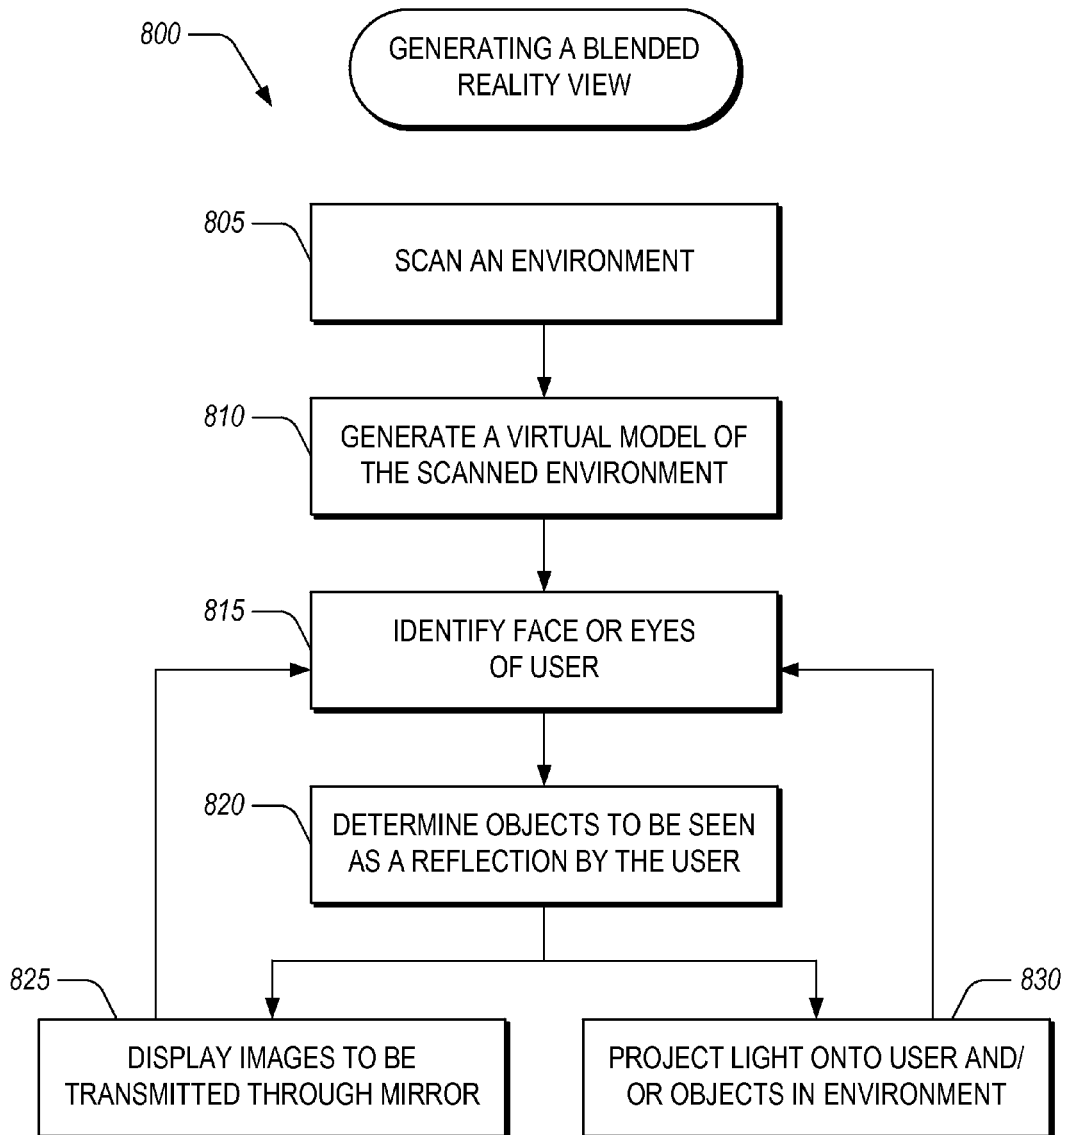 800
GENERATING A BLENDED
REALITY VIEW
805
SCAN AN ENVIRONMENT
810
GENERATE A VIRTUAL MODEL OF
THE SCANNED ENVIRONMENT
815
IDENTIFY FACE OR EYES
OF USER
820
DETERMINE OBJECTS TO BE SEEN
AS A REFLECTION BY THE USER
825
DISPLAY IMAGES TO BE
TRANSMITTED THROUGH MIRROR
830
PROJECT LIGHT ONTO USER AND/
OR OBJECTS IN ENVIRONMENT